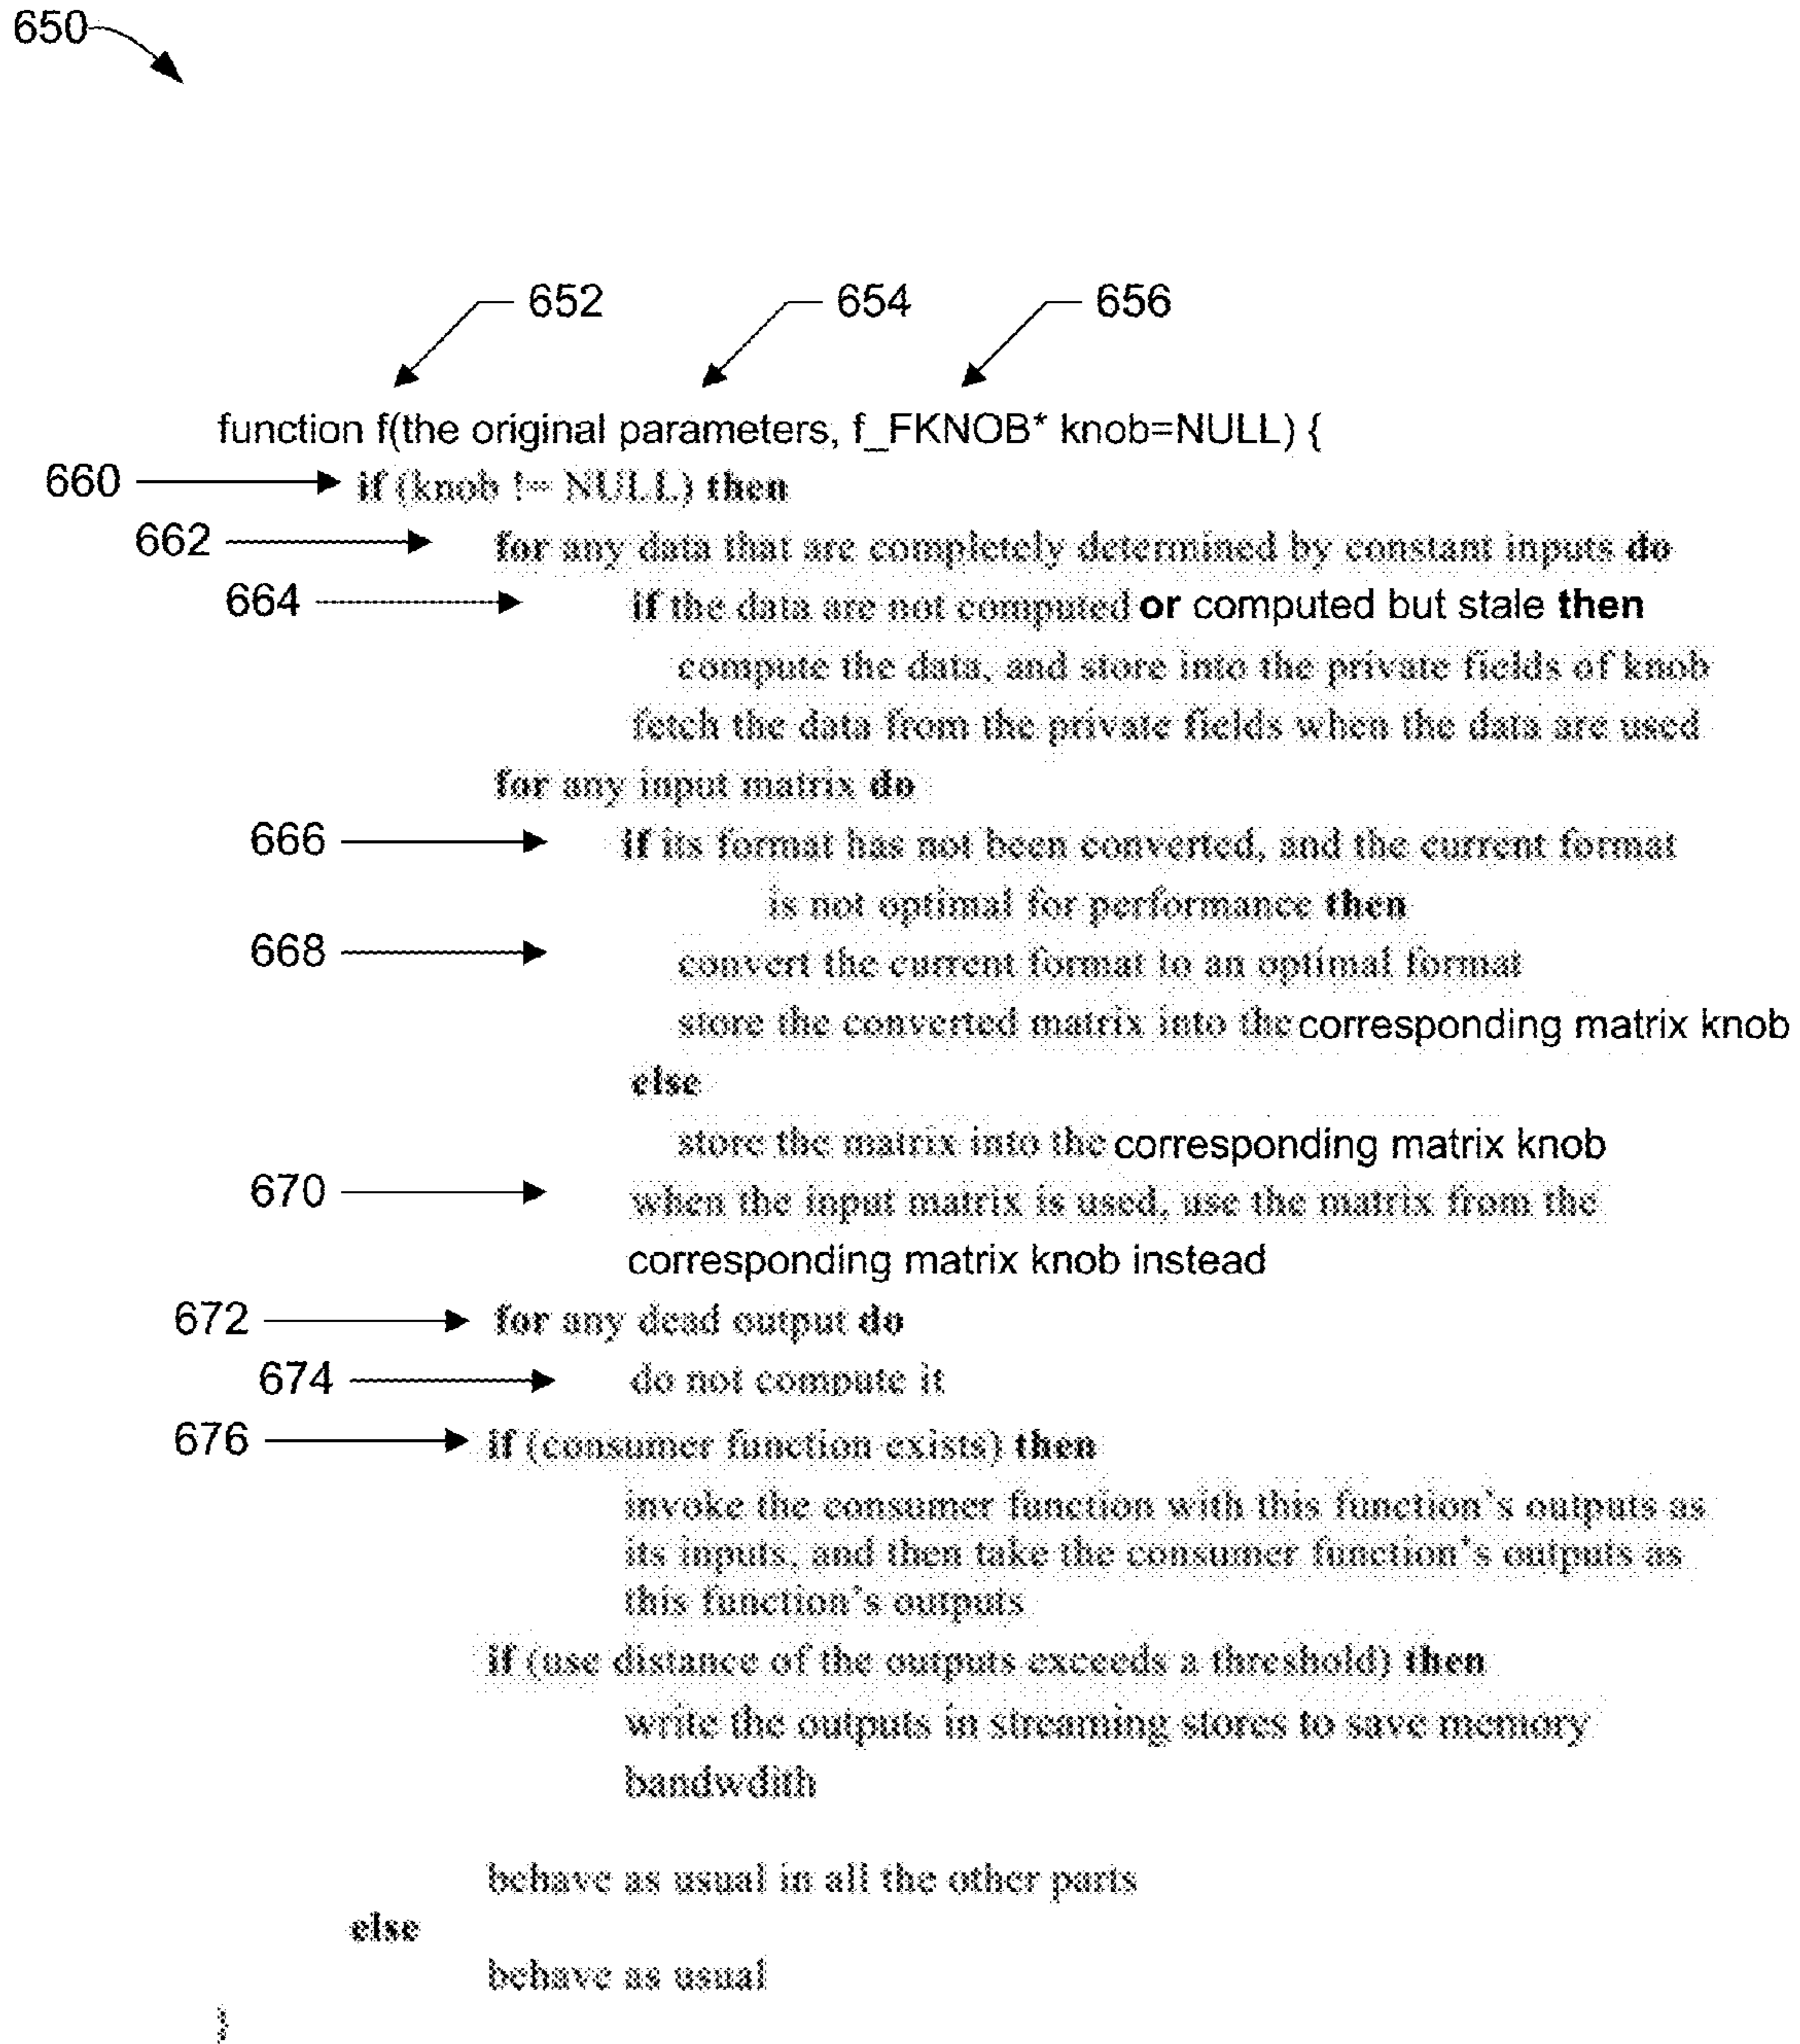 650
652 654 656
function f(the original parameters, f_FKNOB* knob=NULL) {
660 if (knob != NULL) then
662 for any data that are completely determined by constant inputs do
664 if the data are not computed or computed but stale then
compute the data, and store into the private fields of knob
fetch the data from the private fields when the data are used
for any input matrix do
666 if its format has not been converted, and the current format
is not optimal for performance then
668 convert the current format to an optimal format
store the converted matrix into the corresponding matrix knob
else
store the matrix into the corresponding matrix knob
670 when the input matrix is used, use the matrix from the
corresponding matrix knob instead
672 for any dead output do
674 do not compute it
676 if (consumer function exists) then
invoke the consumer function with this function's outputs as
its inputs, and then take the consumer function's outputs as
this function's outputs
if (use distance of the outputs exceeds a threshold) then
write the outputs in streaming stores to save memory
bandwdith
behave as usual in all the other parts
else
behave as usual
}